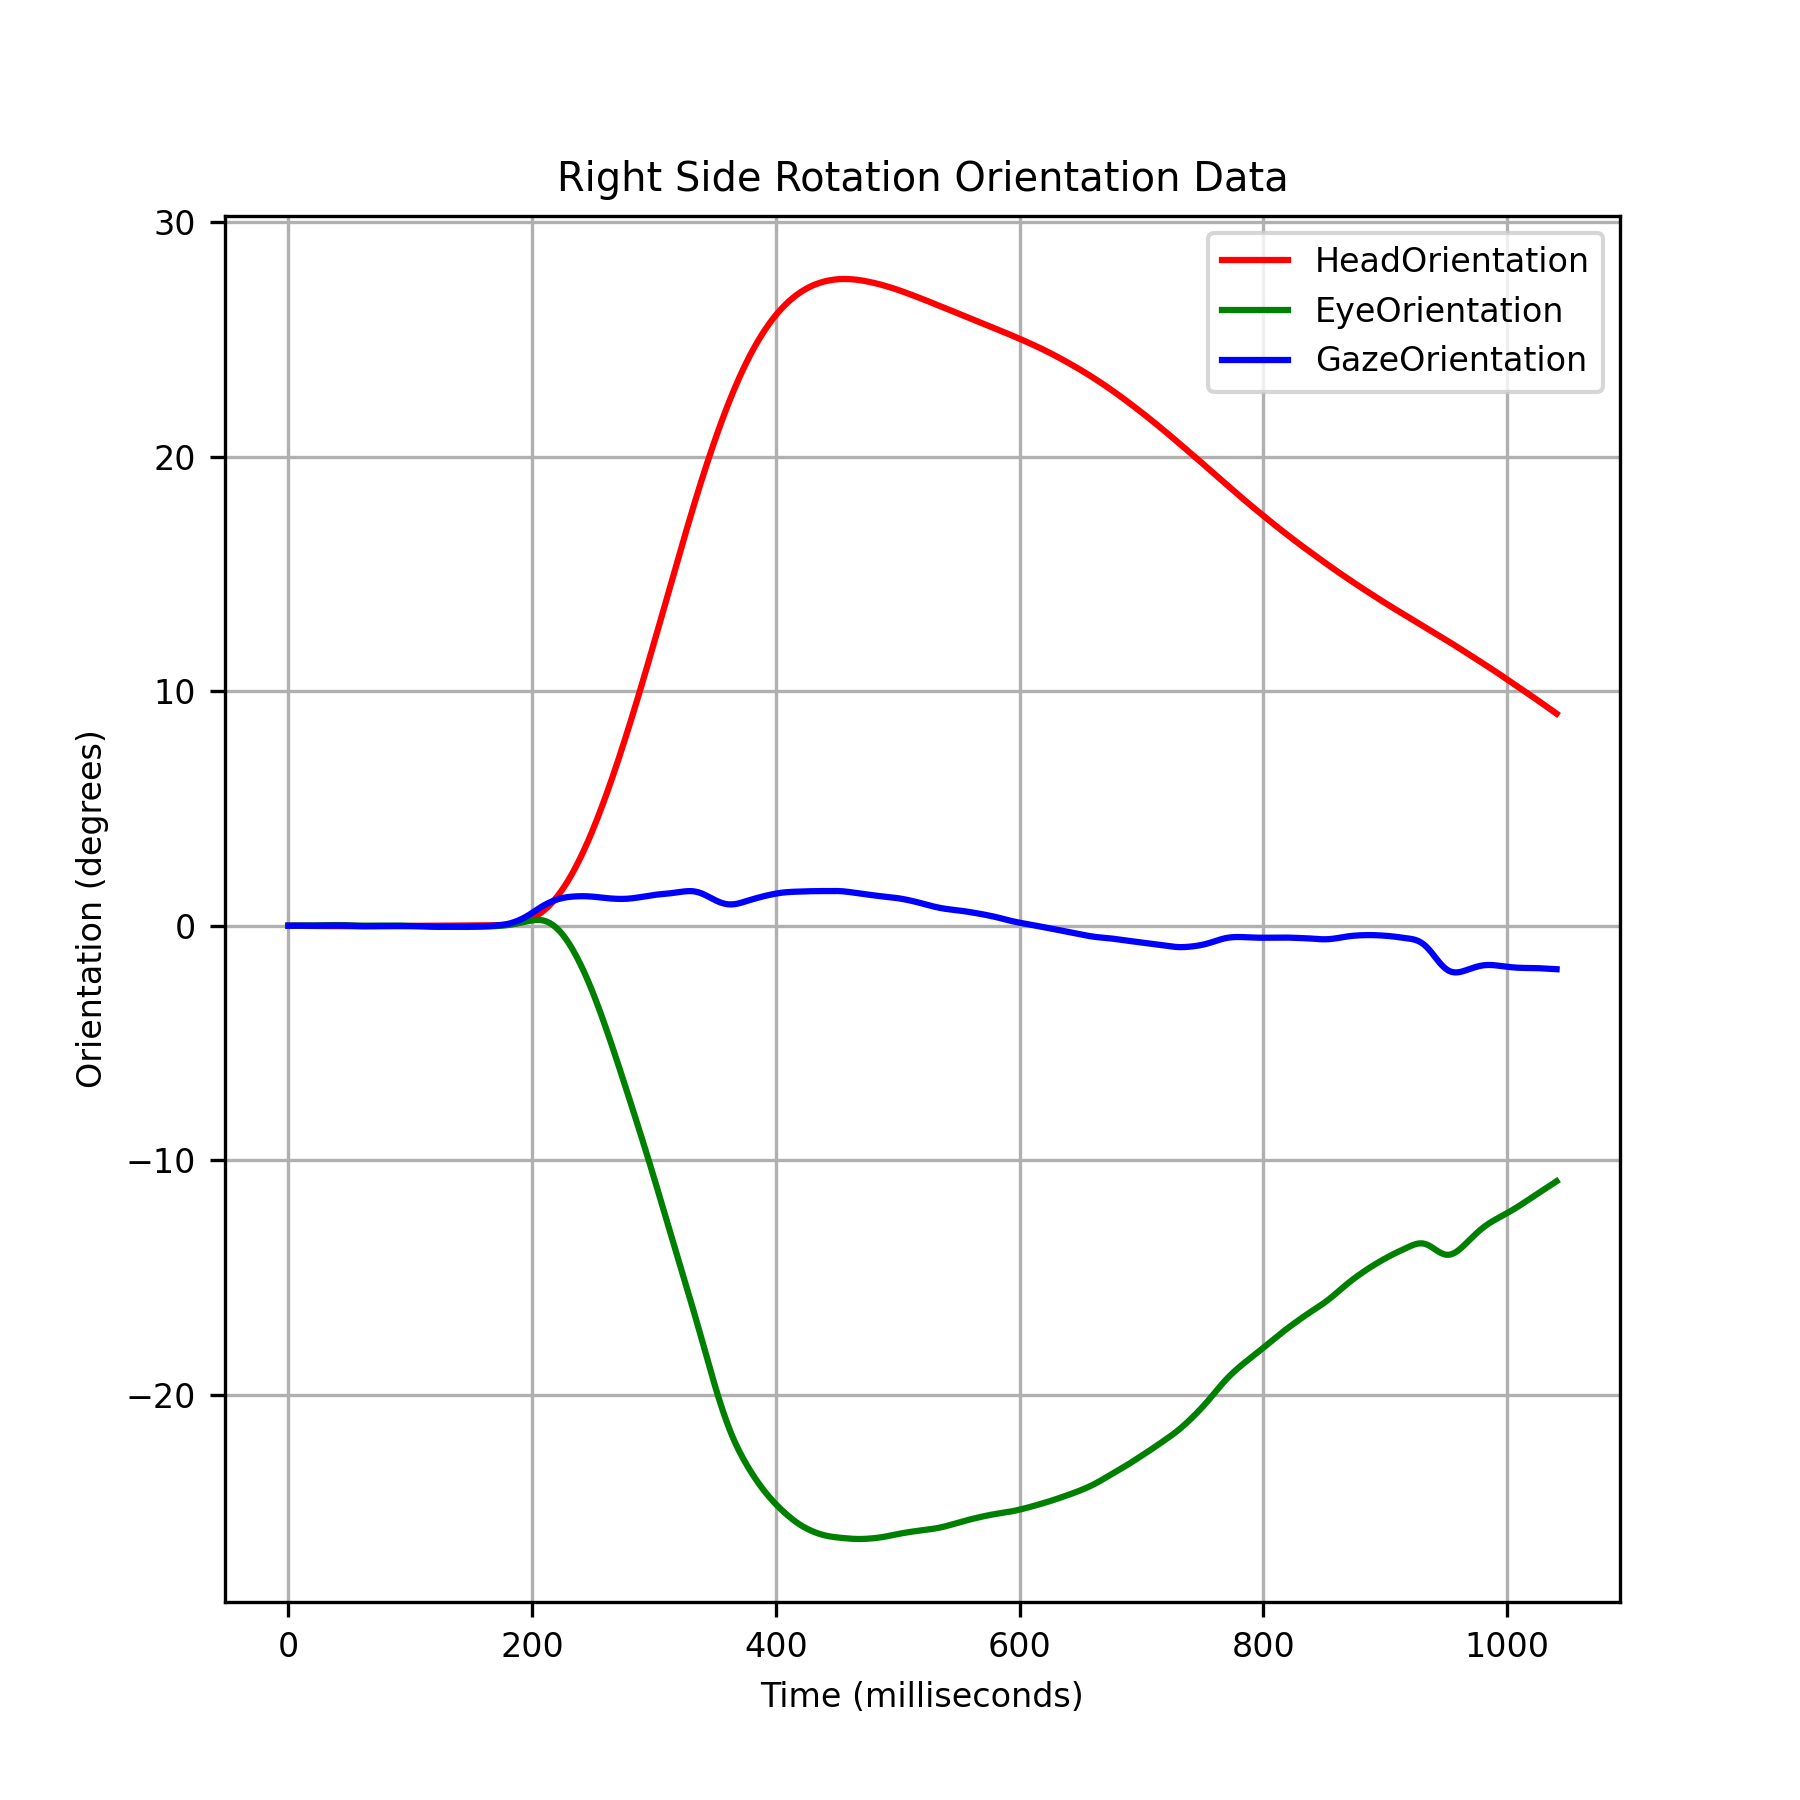 Right Side Rotation Orientation Data
HeadOrientation
EyeOrientation
GazeOrientation
Orientation (degrees)
30
20
10
0
−10
−20
0 200 400 600 800 1000
Time (milliseconds)